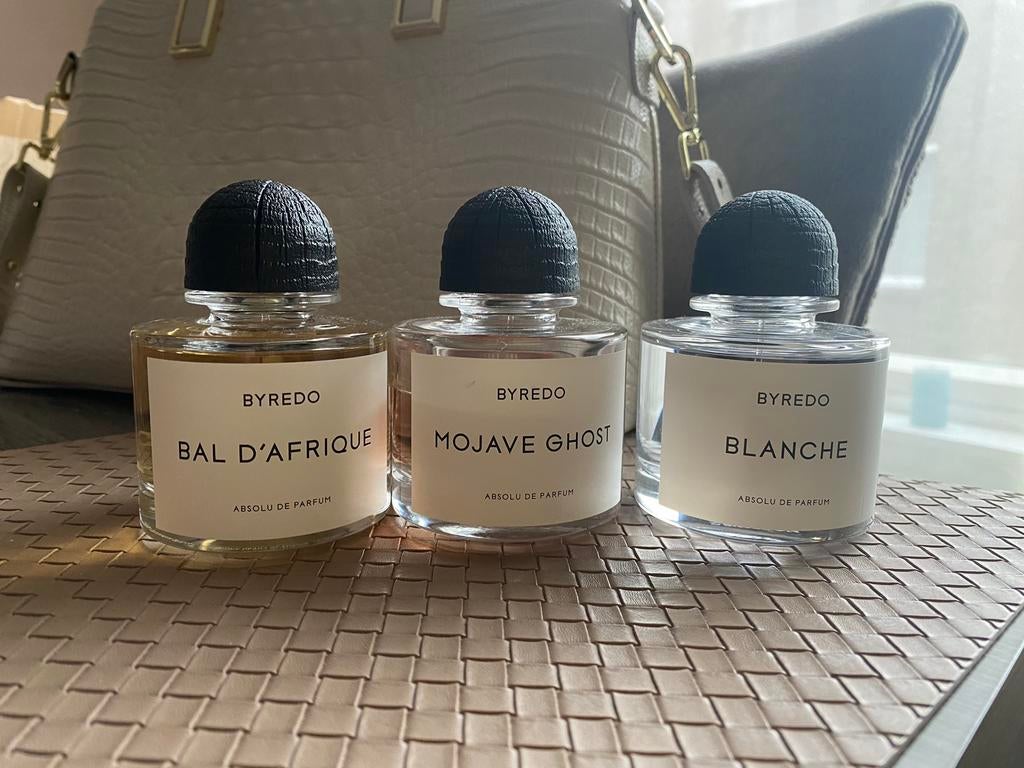 BYREDO
BAL D'AFRIQUE
ABSOLU DE PARFUM
BYREDO
MOJAVE GHOST
ABSOLU DE PARFUM
BYREDO
BLANCHE
ABSOLU DE PARFUM